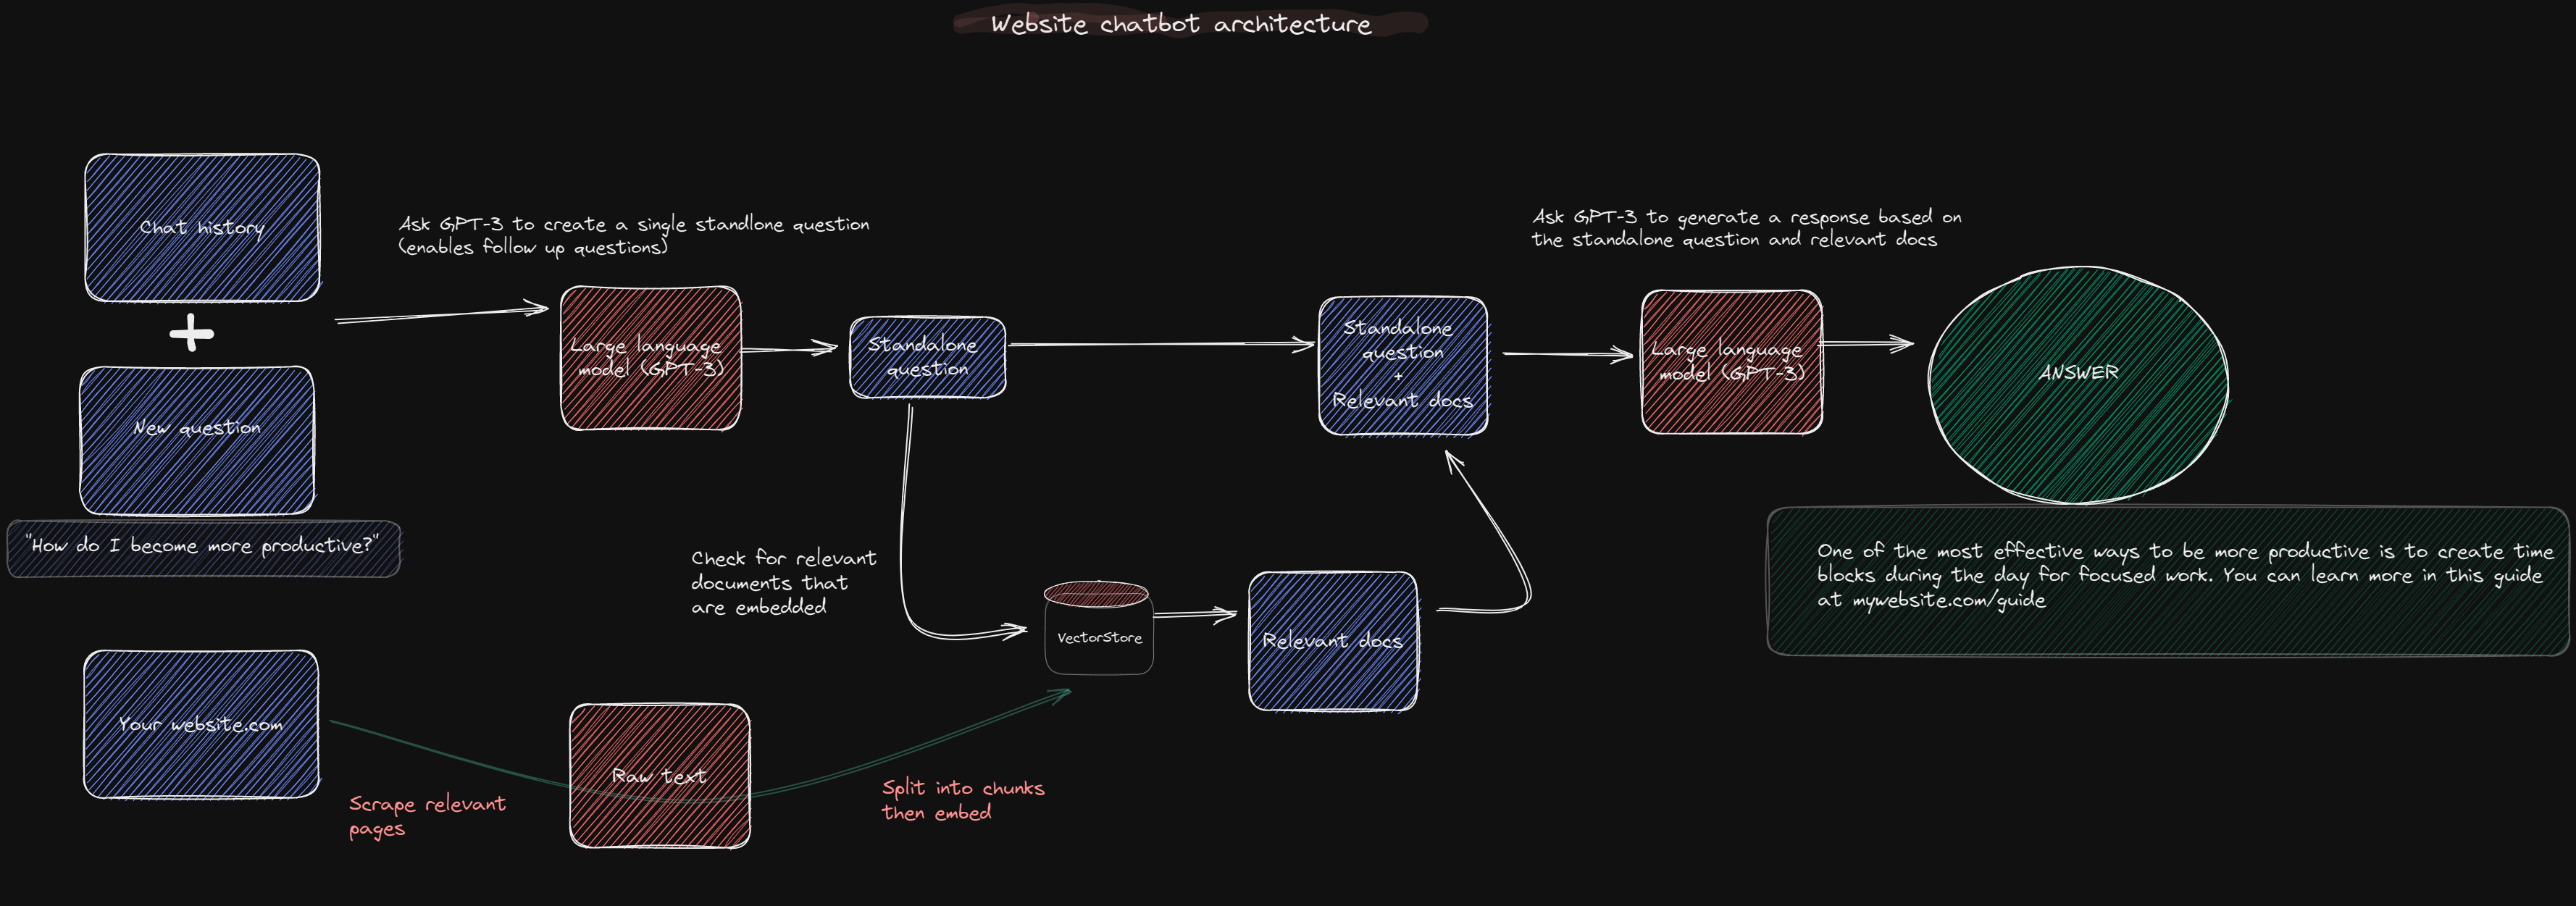 Website chatbot architecture
Chat history
+
New question
"How do I become more productive?"
Ask GPT-3 to create a single standlone question
(enables follow up questions)
Large language
model (GPT-3)
Standalone
question
Standalone
question
+
Relevant docs
Ask GPT-3 to generate a response based on
the standalone question and relevant docs
Large language
model (GPT-3)
ANSWER
One of the most effective ways to be more productive is to create time
blocks during the day for focused work. You can learn more in this guide
at mywebsite.com/guide
Check for relevant
documents that
are embedded
VectorStore
Relevant docs
Your website.com
Scrape relevant
pages
Raw text
Split into chunks
then embed